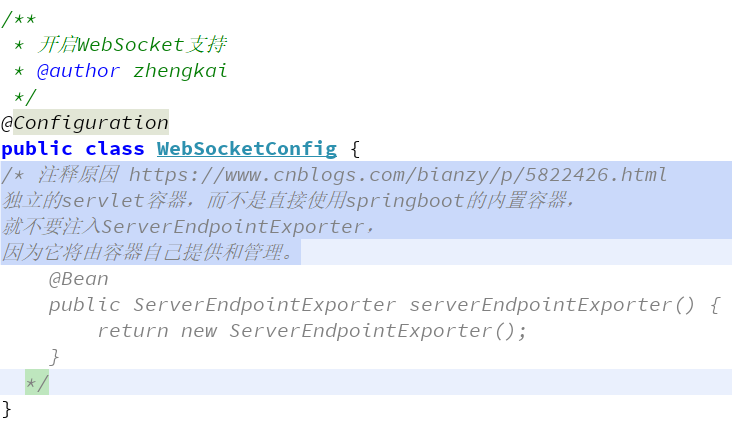 /**
 * 开启WebSocket支持
 * @author zhengkai
 */
@Configuration
public class WebSocketConfig {
/* 注释原因 https://www.cnblogs.com/bianzy/p/5822426.html
独立的servlet容器，而不是直接使用springboot的内置容器，
就不要注入ServerEndpointExporter，
因为它将由容器自己提供和管理。
    @Bean
    public ServerEndpointExporter serverEndpointExporter() {
        return new ServerEndpointExporter();
    }
  */
}